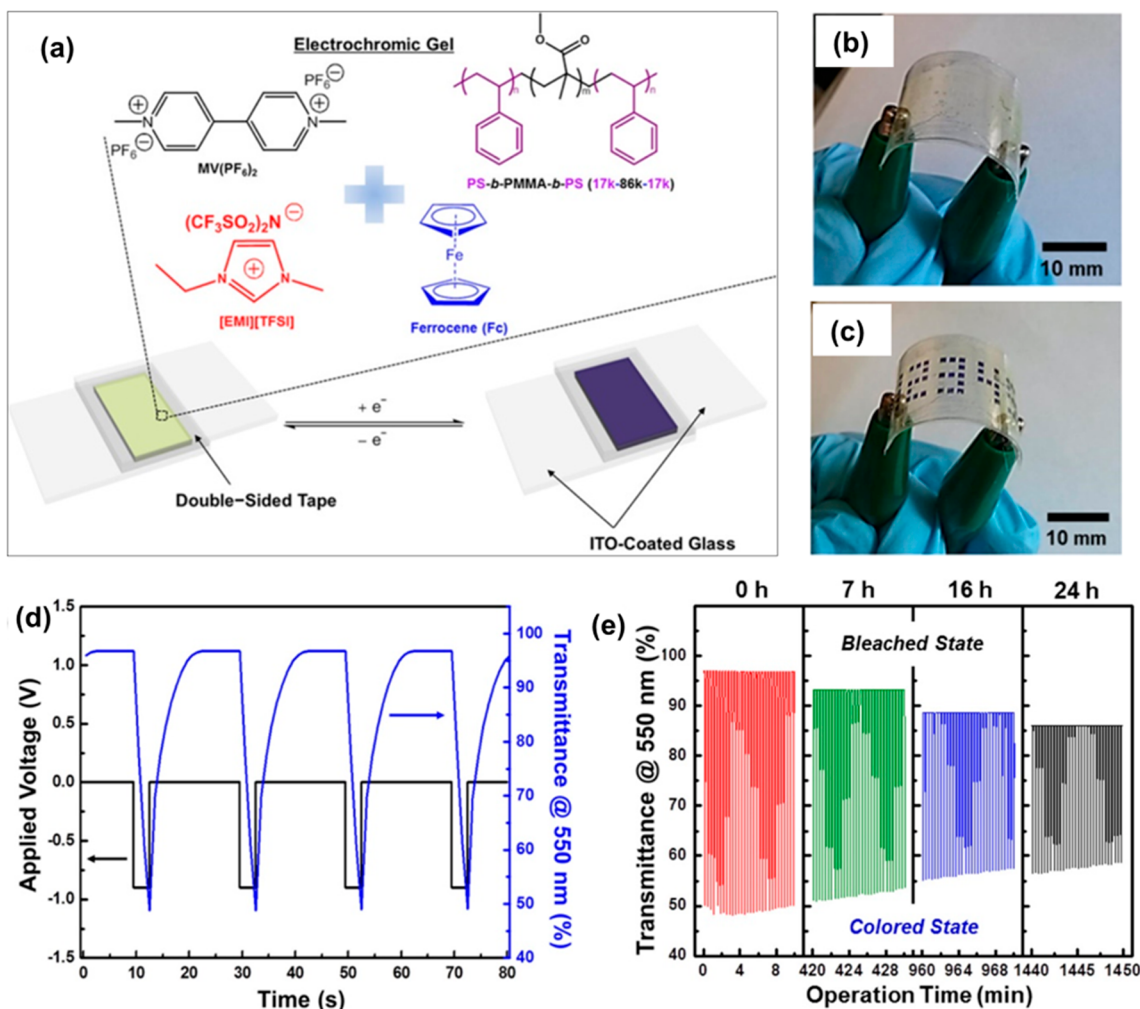 (a)
Electrochromic Gel
PF₆⊖
PF₆⊖
N
N
MV(PF₆)₂
O
O
n
m
n
PS-b-PMMA-b-PS (17k-86k-17k)
(CF₃SO₂)₂N⊖
N
N
[EMI][TFSI]
Fe
Ferrocene (Fc)
+ e⁻
− e⁻
Double−Sided Tape
ITO-Coated Glass
(b)
10 mm
(c)
10 mm
(d)
Applied Voltage (V)
1.5
1.0
0.5
0.0
-0.5
-1.0
-1.5
0 10 20 30 40 50 60 70 80
Time (s)
100
90
80
70
60
50
40
Transmittance @ 550 nm (%)
(e)
0 h 7 h 16 h 24 h
Transmittance @ 550 nm (%)
100
90
80
70
60
50
40
Bleached State
Colored State
0 4 8 420 424 428 960 964 968 1440 1445 1450
Operation Time (min)